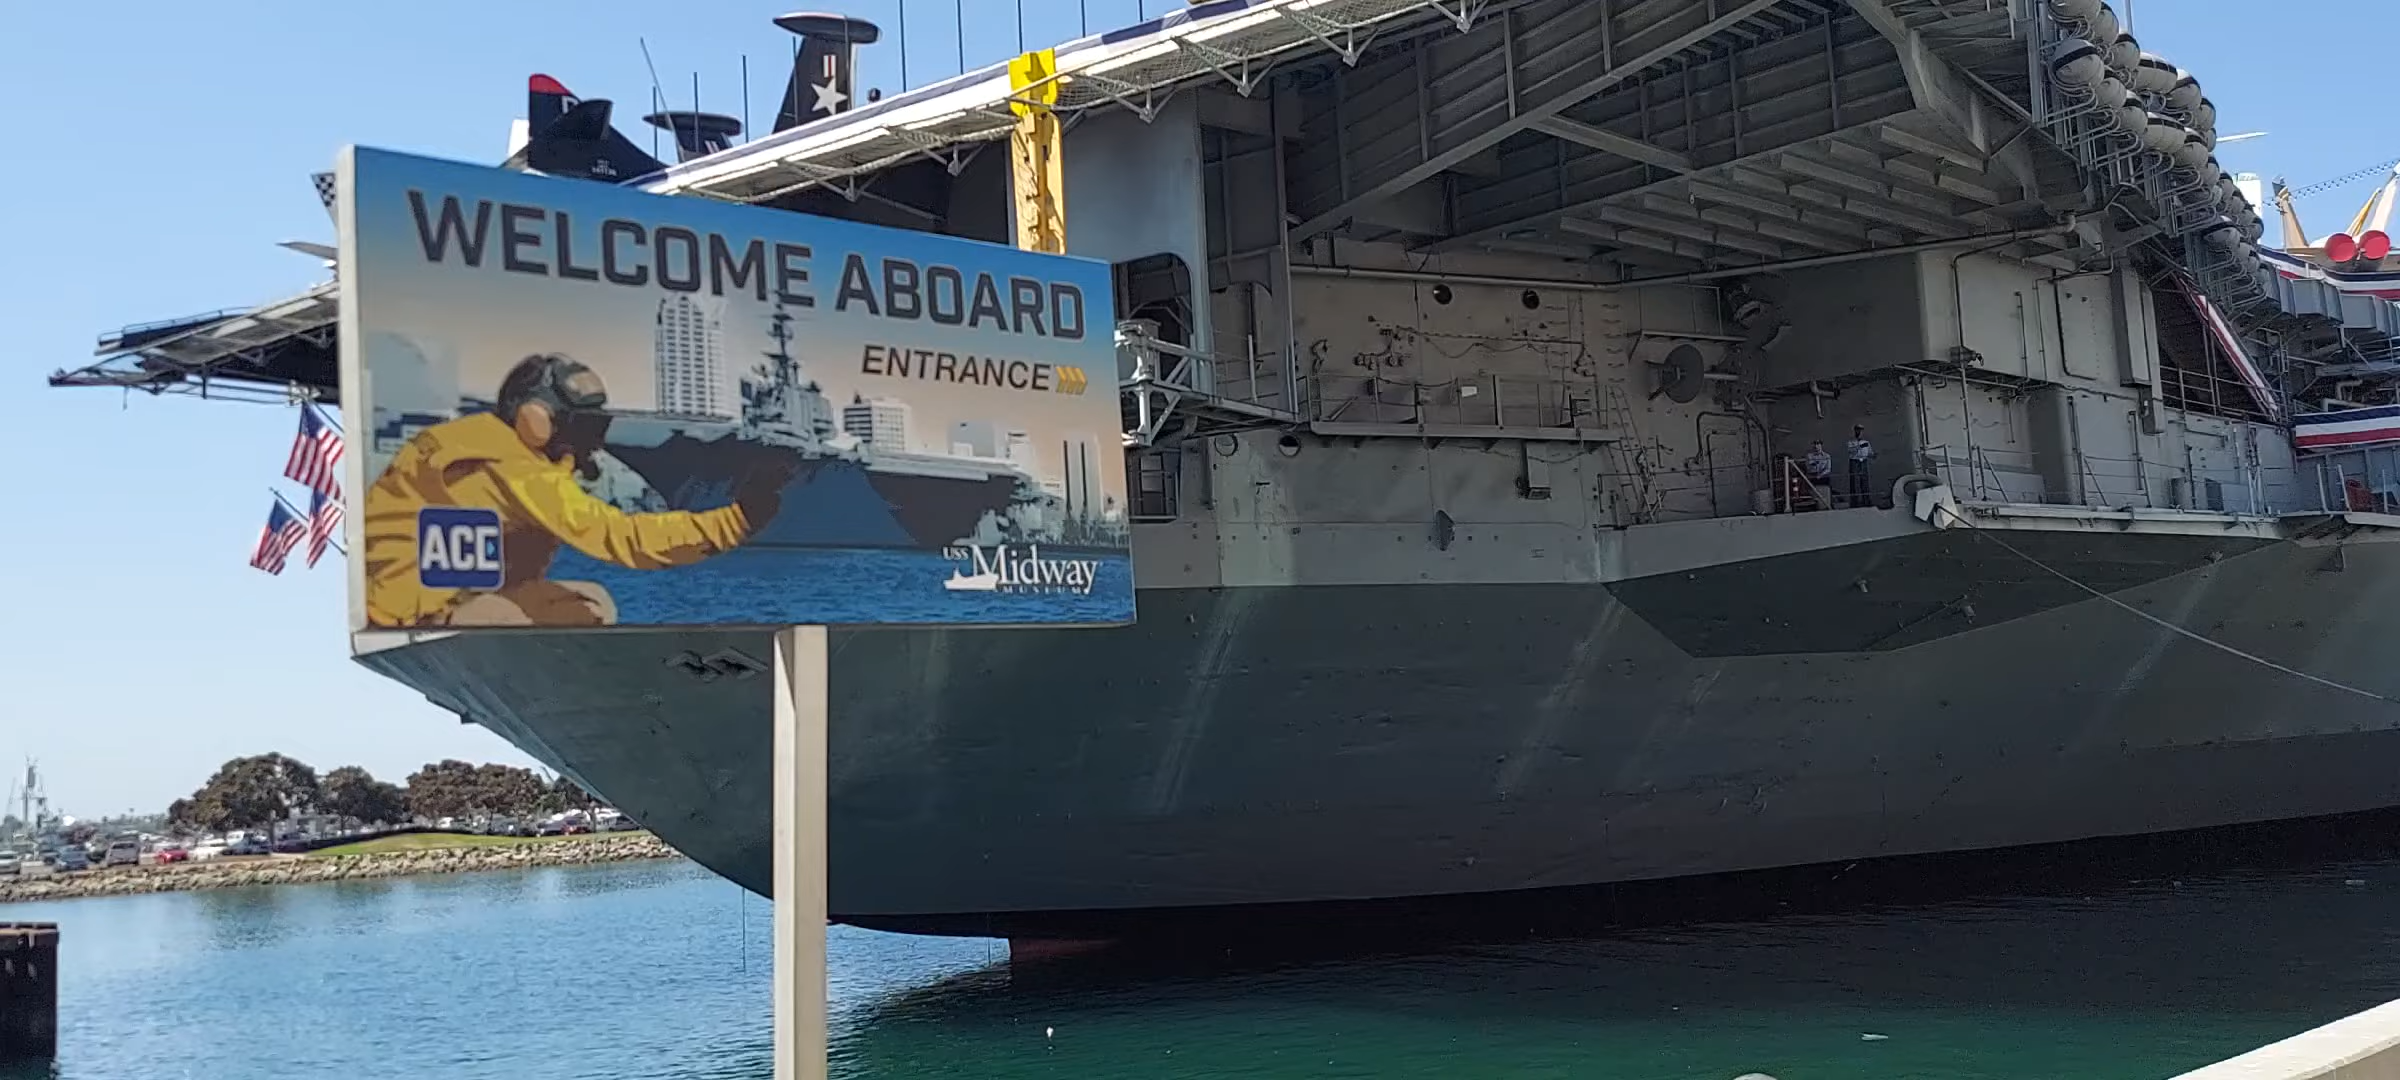 WELCOME ABOARD
ENTRANCE
ACE
USS Midway
MUSEUM